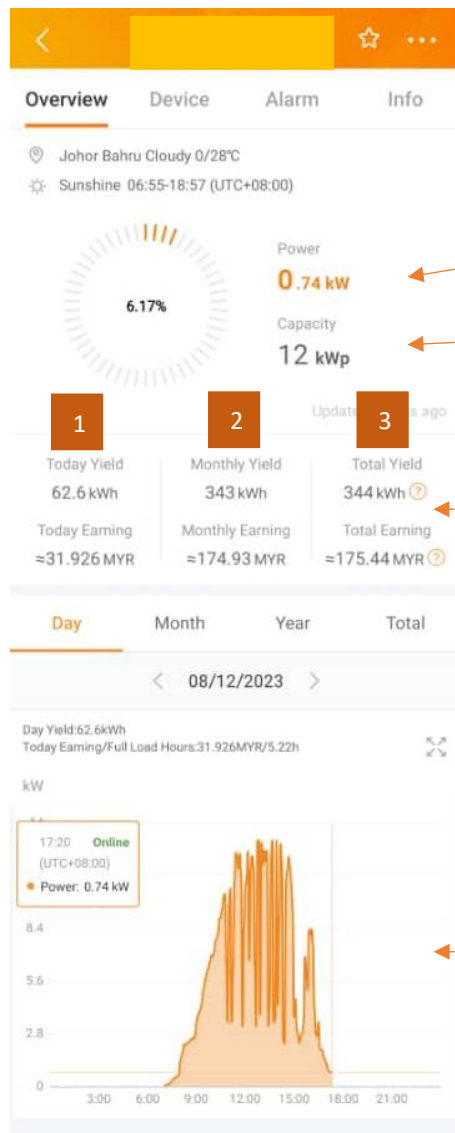 Overview Device Alarm Info
Johor Bahru Cloudy 0/28°C
Sunshine 06:55-18:57 (UTC+08:00)
Power
0.74 kW
6.17%
Capacity
12 kWp
1 2 3
ago
Today Yield Monthly Yield Total Yield
62.6 kWh 343 kWh 344 kWh ?
Today Earning Monthly Earning Total Earning
≈31.926 MYR ≈174.93 MYR ≈175.44 MYR ?
Day Month Year Total
< 08/12/2023 >
Day Yield:62.6kWh
Today Earning/Full Load Hours:31.926MYR/5.22h
kW
17:20 Online
(UTC+08:00)
Power: 0.74 kW
8.4
5.6
2.8
0
3:00 6:00 9:00 12:00 15:00 18:00 21:00